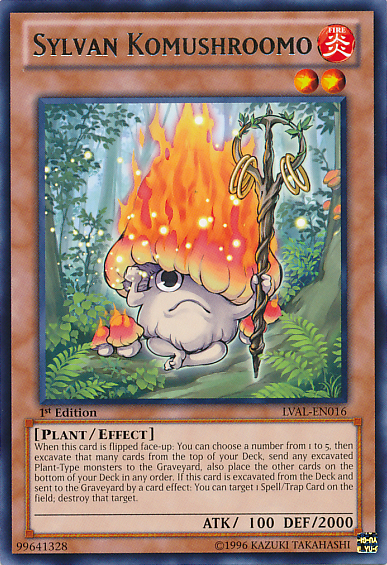 SYLVAN KOMUSHROOMO
FIRE
炎
1st Edition
LVAL-EN016
[PLANT/EFFECT]
When this card is flipped face-up: You can choose a number from 1 to 5, then
excavate that many cards from the top of your Deck, send any excavated
Plant-Type monsters to the Graveyard, also place the other cards on the
bottom of your Deck in any order. If this card is excavated from the Deck and
sent to the Graveyard by a card effect: You can target 1 Spell/Trap Card on the
field; destroy that target.
ATK/ 100 DEF/2000
99641328
©1996 KAZUKI TAKAHASHI